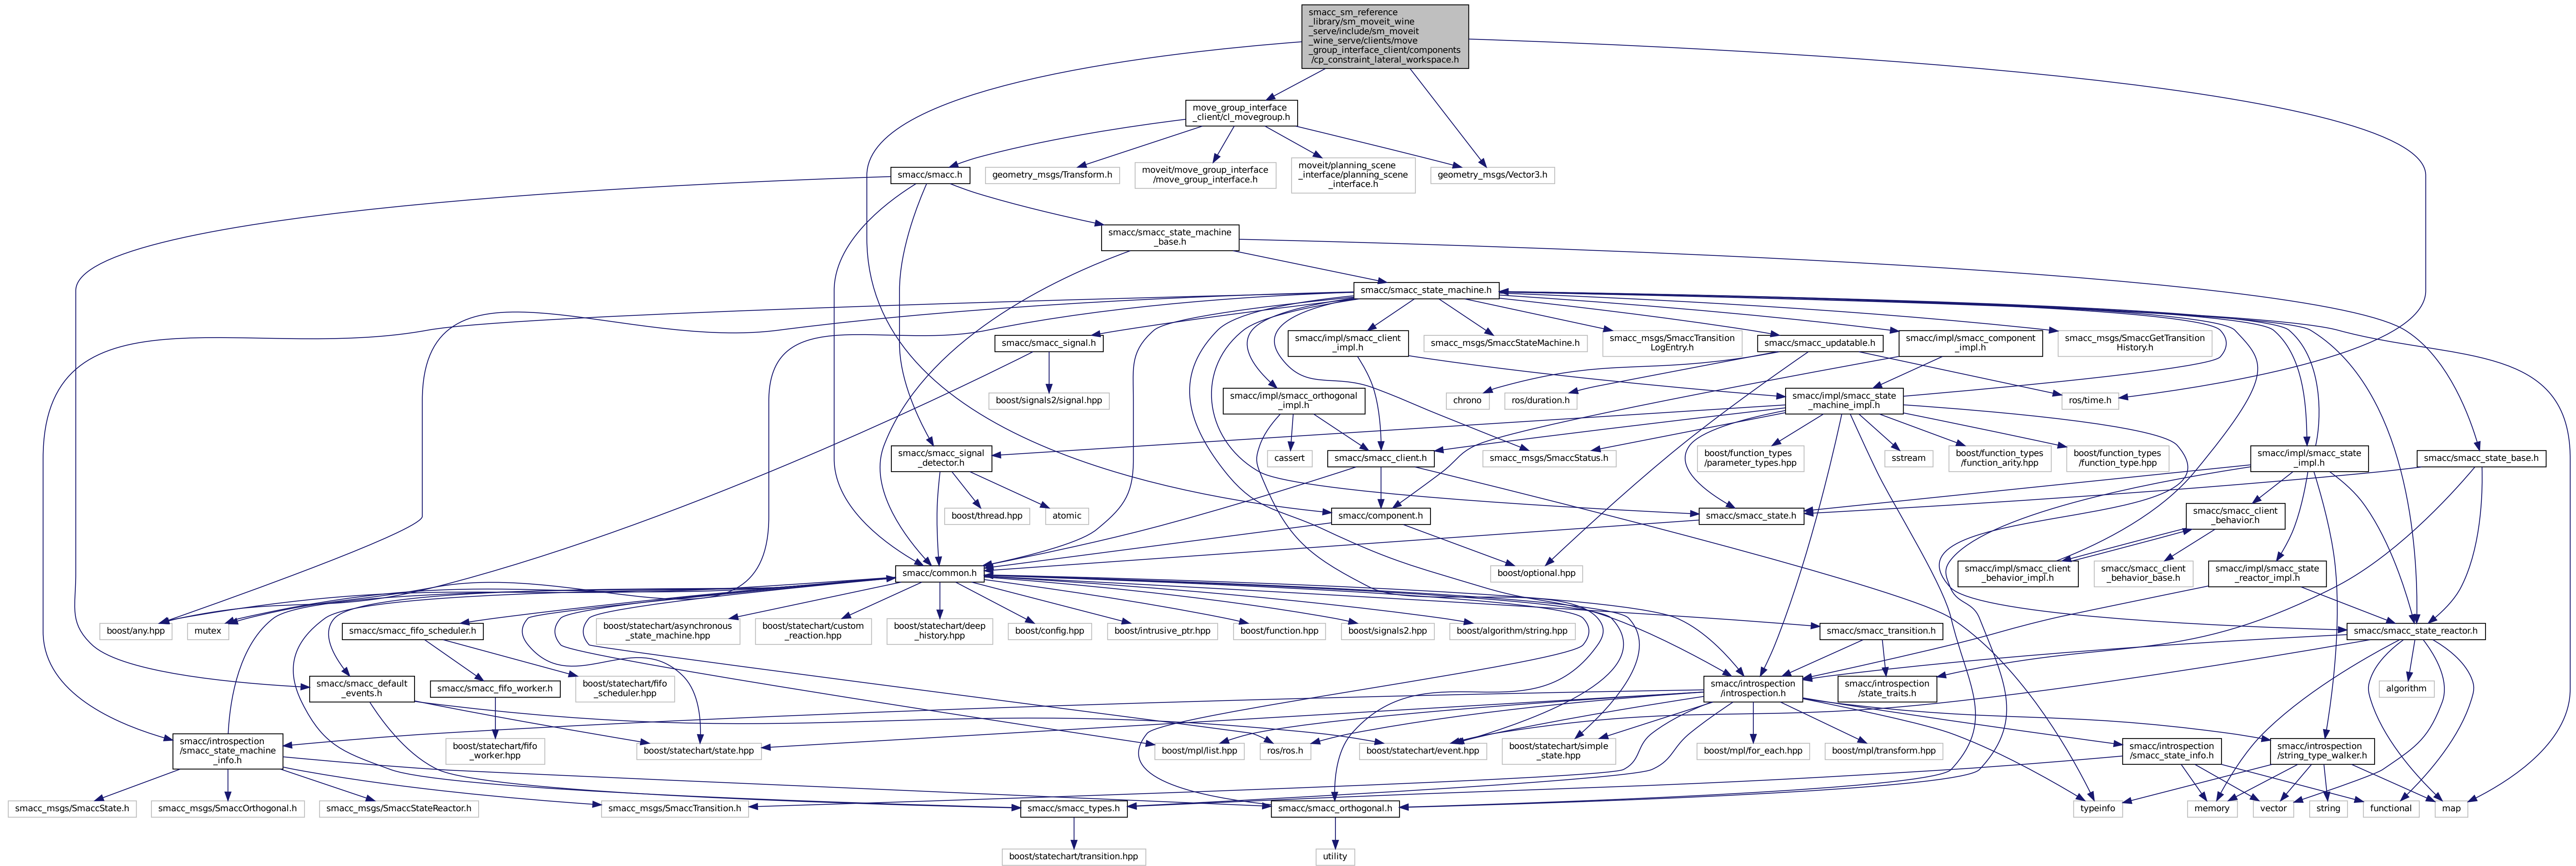 smacc_sm_reference
_library/sm_moveit_wine
_serve/include/sm_moveit
_wine_serve/clients/move
_group_interface_client/components
/cp_constraint_lateral_workspace.h
move_group_interface
_client/cl_movegroup.h
smacc/smacc.h
geometry_msgs/Transform.h
moveit/move_group_interface
/move_group_interface.h
moveit/planning_scene
_interface/planning_scene
_interface.h
geometry_msgs/Vector3.h
smacc/smacc_state_machine
_base.h
smacc/smacc_state_machine.h
smacc/smacc_signal.h
smacc/impl/smacc_client
_impl.h
smacc_msgs/SmaccStateMachine.h
smacc_msgs/SmaccTransition
LogEntry.h
smacc/smacc_updatable.h
smacc/impl/smacc_component
_impl.h
smacc_msgs/SmaccGetTransition
History.h
boost/signals2/signal.hpp
smacc/impl/smacc_orthogonal
_impl.h
chrono
ros/duration.h
smacc/impl/smacc_state
_machine_impl.h
ros/time.h
smacc/smacc_signal
_detector.h
cassert
smacc/smacc_client.h
smacc_msgs/SmaccStatus.h
boost/function_types
/parameter_types.hpp
sstream
boost/function_types
/function_arity.hpp
boost/function_types
/function_type.hpp
smacc/impl/smacc_state
_impl.h
smacc/smacc_state_base.h
boost/thread.hpp
atomic
smacc/component.h
smacc/smacc_state.h
smacc/smacc_client
_behavior.h
smacc/common.h
boost/optional.hpp
smacc/impl/smacc_client
_behavior_impl.h
smacc/smacc_client
_behavior_base.h
smacc/impl/smacc_state
_reactor_impl.h
boost/any.hpp
mutex
smacc/smacc_fifo_scheduler.h
boost/statechart/asynchronous
_state_machine.hpp
boost/statechart/custom
_reaction.hpp
boost/statechart/deep
_history.hpp
boost/config.hpp
boost/intrusive_ptr.hpp
boost/function.hpp
boost/signals2.hpp
boost/algorithm/string.hpp
smacc/smacc_transition.h
smacc/smacc_state_reactor.h
smacc/smacc_default
_events.h
smacc/smacc_fifo_worker.h
boost/statechart/fifo
_scheduler.hpp
smacc/introspection
/introspection.h
smacc/introspection
/state_traits.h
algorithm
smacc/introspection
/smacc_state_machine
_info.h
boost/statechart/fifo
_worker.hpp
boost/statechart/state.hpp
boost/mpl/list.hpp
ros/ros.h
boost/statechart/event.hpp
boost/statechart/simple
_state.hpp
boost/mpl/for_each.hpp
boost/mpl/transform.hpp
smacc/introspection
/smacc_state_info.h
smacc/introspection
/string_type_walker.h
smacc_msgs/SmaccState.h
smacc_msgs/SmaccOrthogonal.h
smacc_msgs/SmaccStateReactor.h
smacc_msgs/SmaccTransition.h
smacc/smacc_types.h
smacc/smacc_orthogonal.h
typeinfo
memory
vector
string
functional
map
boost/statechart/transition.hpp
utility